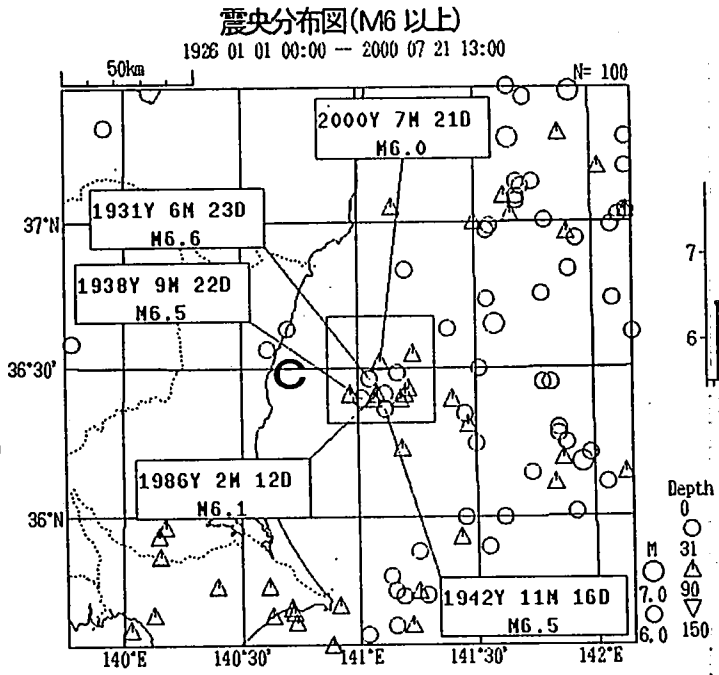 震央分布図(M6 以上)
1926 01 01 00:00 -- 2000 07 21 13:00
50km
N= 100
2000Y 7M 21D
M6.0
1931Y 6M 23D
M6.6
37°N
1938Y 9M 22D
M6.5
7
6
36°30'
C
1986Y 2M 12D
M6.1
36°N
1942Y 11M 16D
M6.5
Depth
0
31
90
150
M
7.0
6.0
140°E
140°30'
141°E
141°30'
142°E